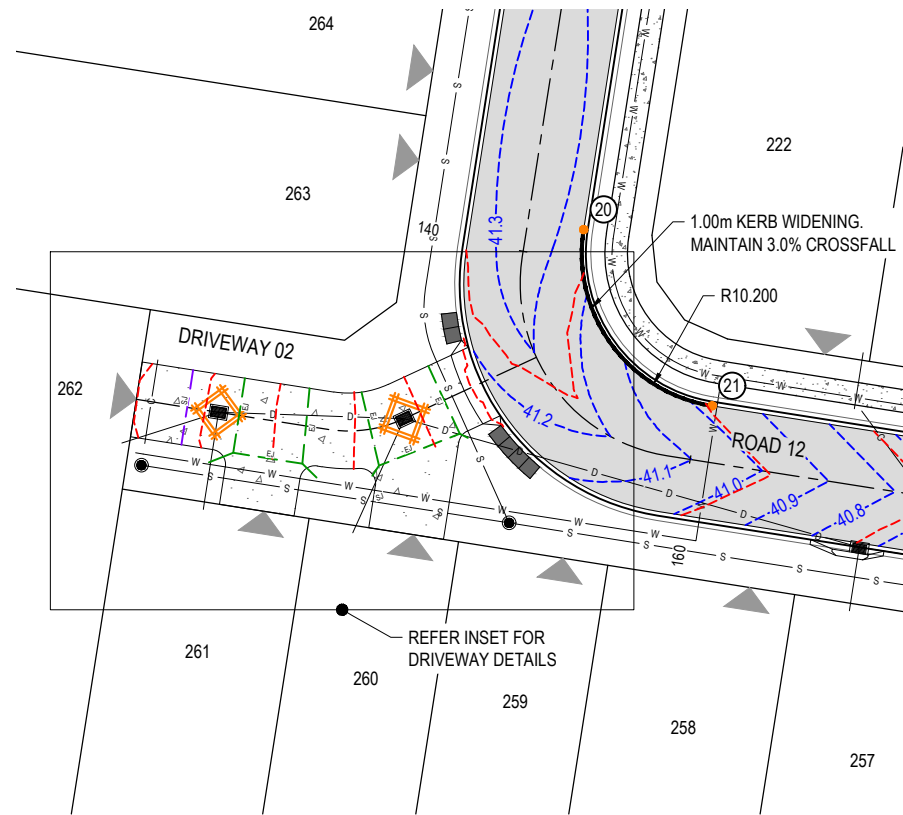 264
263
222
140
41.3
20
1.00m KERB WIDENING.
MAINTAIN 3.0% CROSSFALL
R10.200
DRIVEWAY 02
262
21
ROAD 12
41.2
41.1
41.0
40.9
40.8
160
REFER INSET FOR
DRIVEWAY DETAILS
261
260
259
258
257